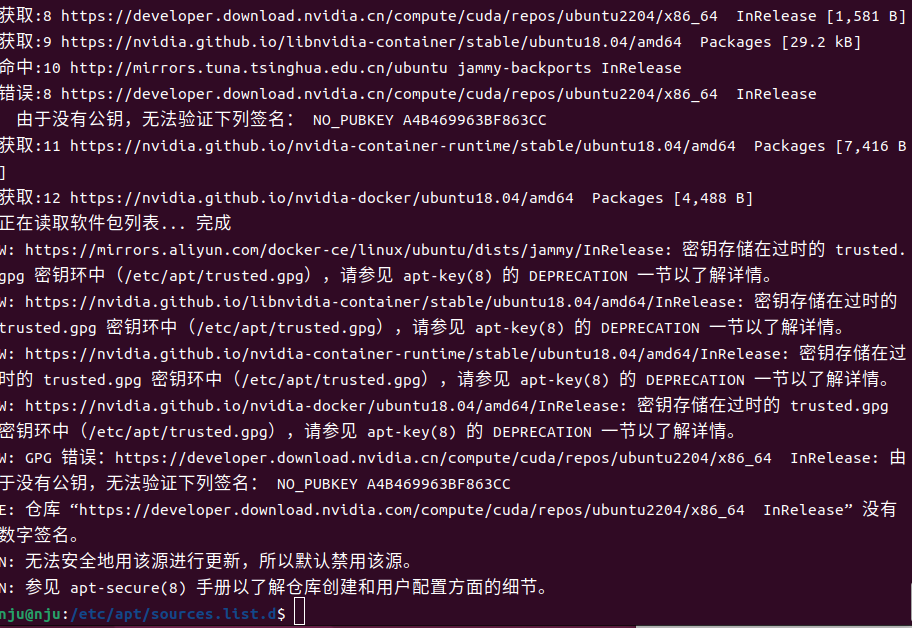 获取:8 https://developer.download.nvidia.cn/compute/cuda/repos/ubuntu2204/x86_64  InRelease [1,581 B]
获取:9 https://nvidia.github.io/libnvidia-container/stable/ubuntu18.04/amd64  Packages [29.2 kB]
命中:10 http://mirrors.tuna.tsinghua.edu.cn/ubuntu jammy-backports InRelease
错误:8 https://developer.download.nvidia.cn/compute/cuda/repos/ubuntu2204/x86_64  InRelease
  由于没有公钥，无法验证下列签名： NO_PUBKEY A4B469963BF863CC
获取:11 https://nvidia.github.io/nvidia-container-runtime/stable/ubuntu18.04/amd64  Packages [7,416 B
]
获取:12 https://nvidia.github.io/nvidia-docker/ubuntu18.04/amd64  Packages [4,488 B]
正在读取软件包列表... 完成
W: https://mirrors.aliyun.com/docker-ce/linux/ubuntu/dists/jammy/InRelease: 密钥存储在过时的 trusted.
gpg 密钥环中（/etc/apt/trusted.gpg），请参见 apt-key(8) 的 DEPRECATION 一节以了解详情。
W: https://nvidia.github.io/libnvidia-container/stable/ubuntu18.04/amd64/InRelease: 密钥存储在过时的
trusted.gpg 密钥环中（/etc/apt/trusted.gpg），请参见 apt-key(8) 的 DEPRECATION 一节以了解详情。
W: https://nvidia.github.io/nvidia-container-runtime/stable/ubuntu18.04/amd64/InRelease: 密钥存储在过
时的 trusted.gpg 密钥环中（/etc/apt/trusted.gpg），请参见 apt-key(8) 的 DEPRECATION 一节以了解详情。
W: https://nvidia.github.io/nvidia-docker/ubuntu18.04/amd64/InRelease: 密钥存储在过时的 trusted.gpg
密钥环中（/etc/apt/trusted.gpg），请参见 apt-key(8) 的 DEPRECATION 一节以了解详情。
W: GPG 错误：https://developer.download.nvidia.cn/compute/cuda/repos/ubuntu2204/x86_64  InRelease: 由
于没有公钥，无法验证下列签名： NO_PUBKEY A4B469963BF863CC
E: 仓库 “https://developer.download.nvidia.com/compute/cuda/repos/ubuntu2204/x86_64  InRelease” 没有
数字签名。
N: 无法安全地用该源进行更新，所以默认禁用该源。
N: 参见 apt-secure(8) 手册以了解仓库创建和用户配置方面的细节。
nju@nju:/etc/apt/sources.list.d$